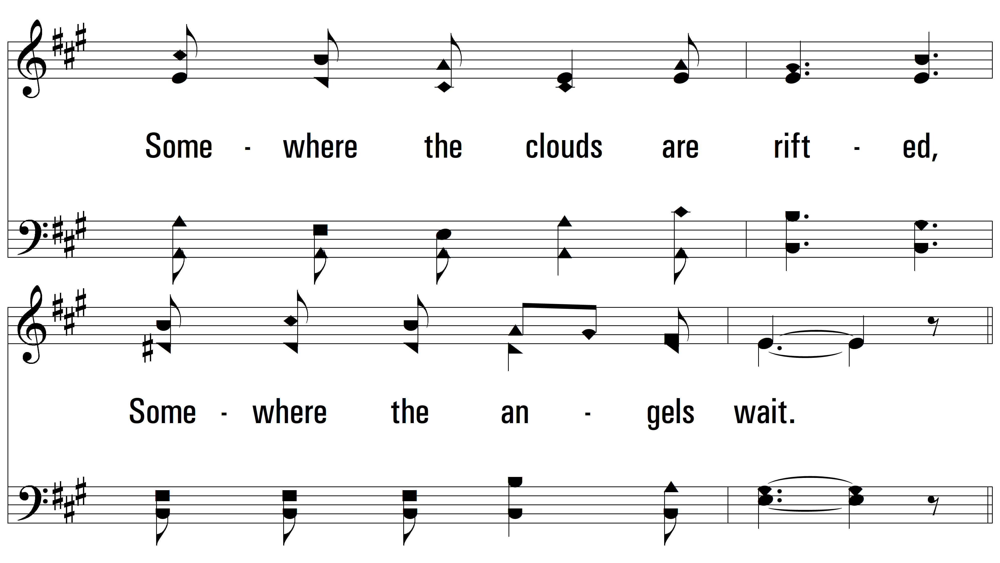 Some - where the clouds are rift - ed,
Some - where the an - gels wait.